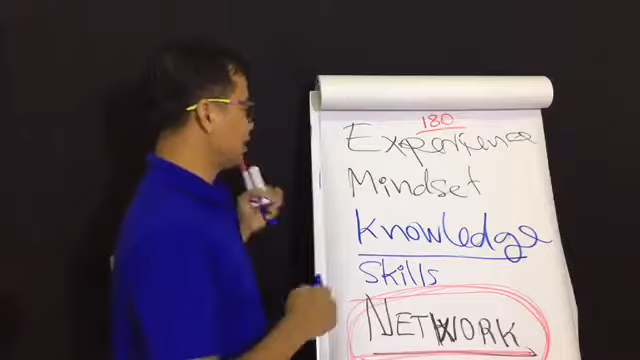 180
Experience
Mindset
Knowledge
Skills
NETWORK